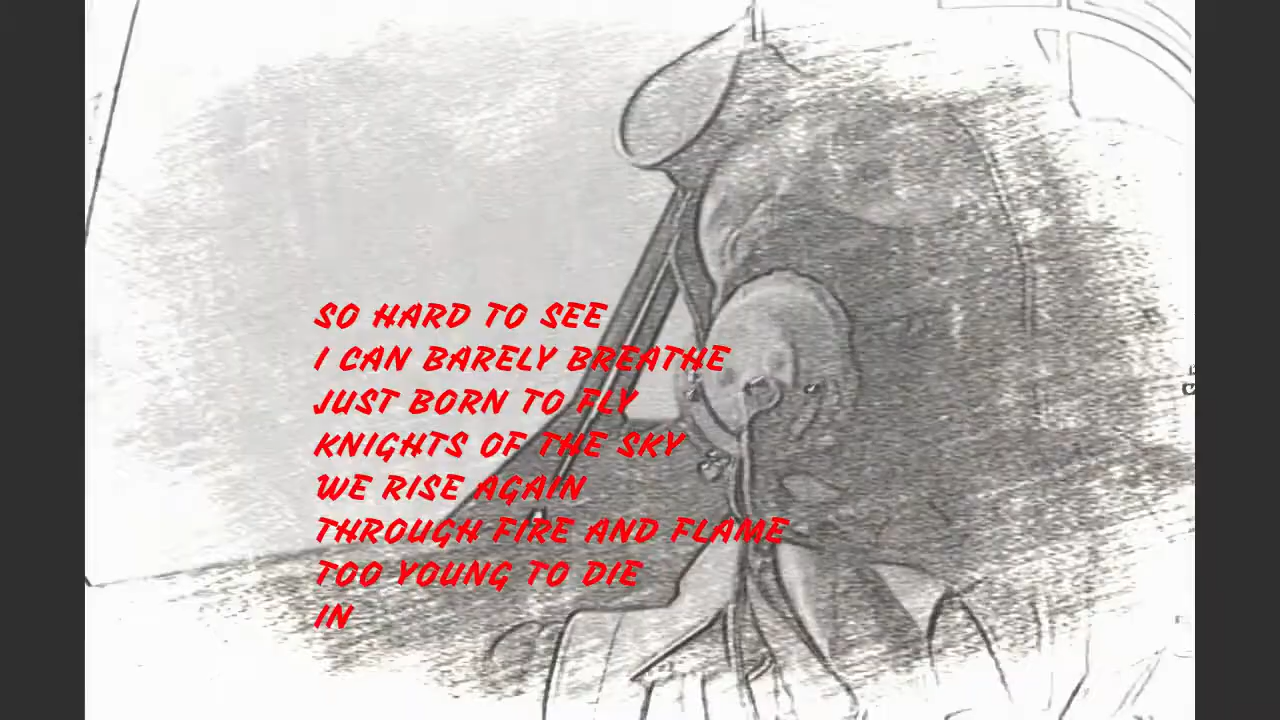 SO HARD TO SEE
I CAN BARELY BREATHE
JUST BORN TO FLY
KNIGHTS OF THE SKY
WE RISE AGAIN
THROUGH FIRE AND FLAME
TOO YOUNG TO DIE
IN